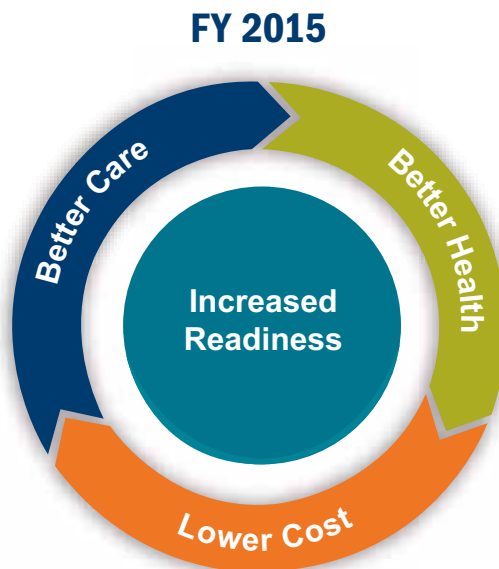 FY 2015
Better Care
Better Health
Increased
Readiness
Lower Cost